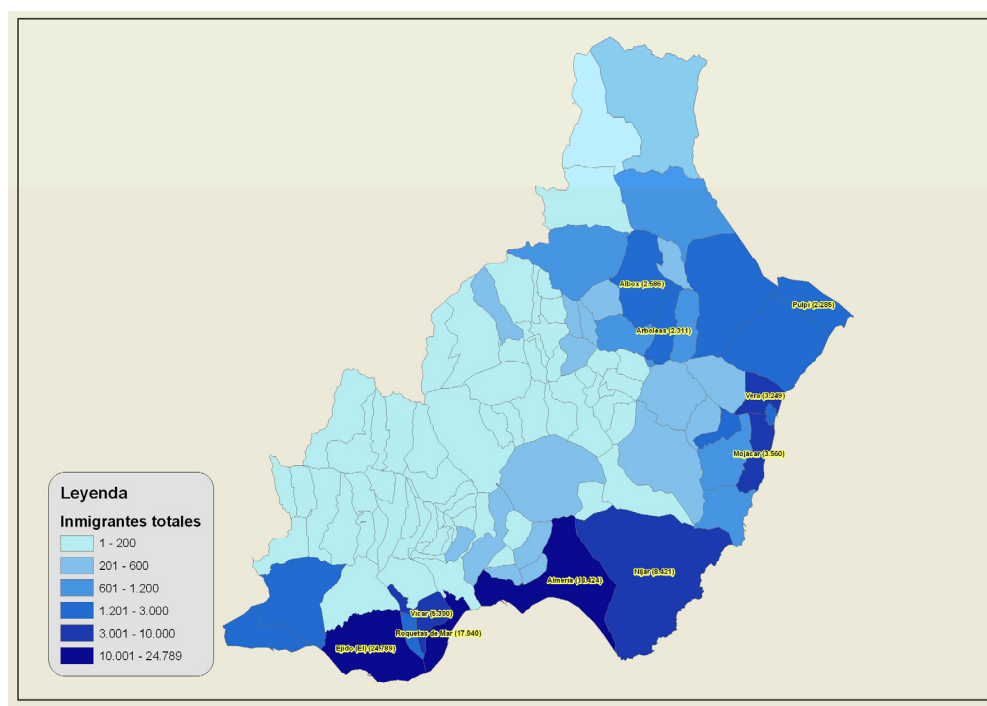 Albox (2.586)
Pulpí (2.285)
Arboleas (2.311)
Vera (3.249)
Mojácar (3.560)
Níjar (8.421)
Almería
Vícar
Roquetas de Mar (17.940)
Ejido (El) (24.789)
Leyenda
Inmigrantes totales
1 - 200
201 - 600
601 - 1.200
1.201 - 3.000
3.001 - 10.000
10.001 - 24.789